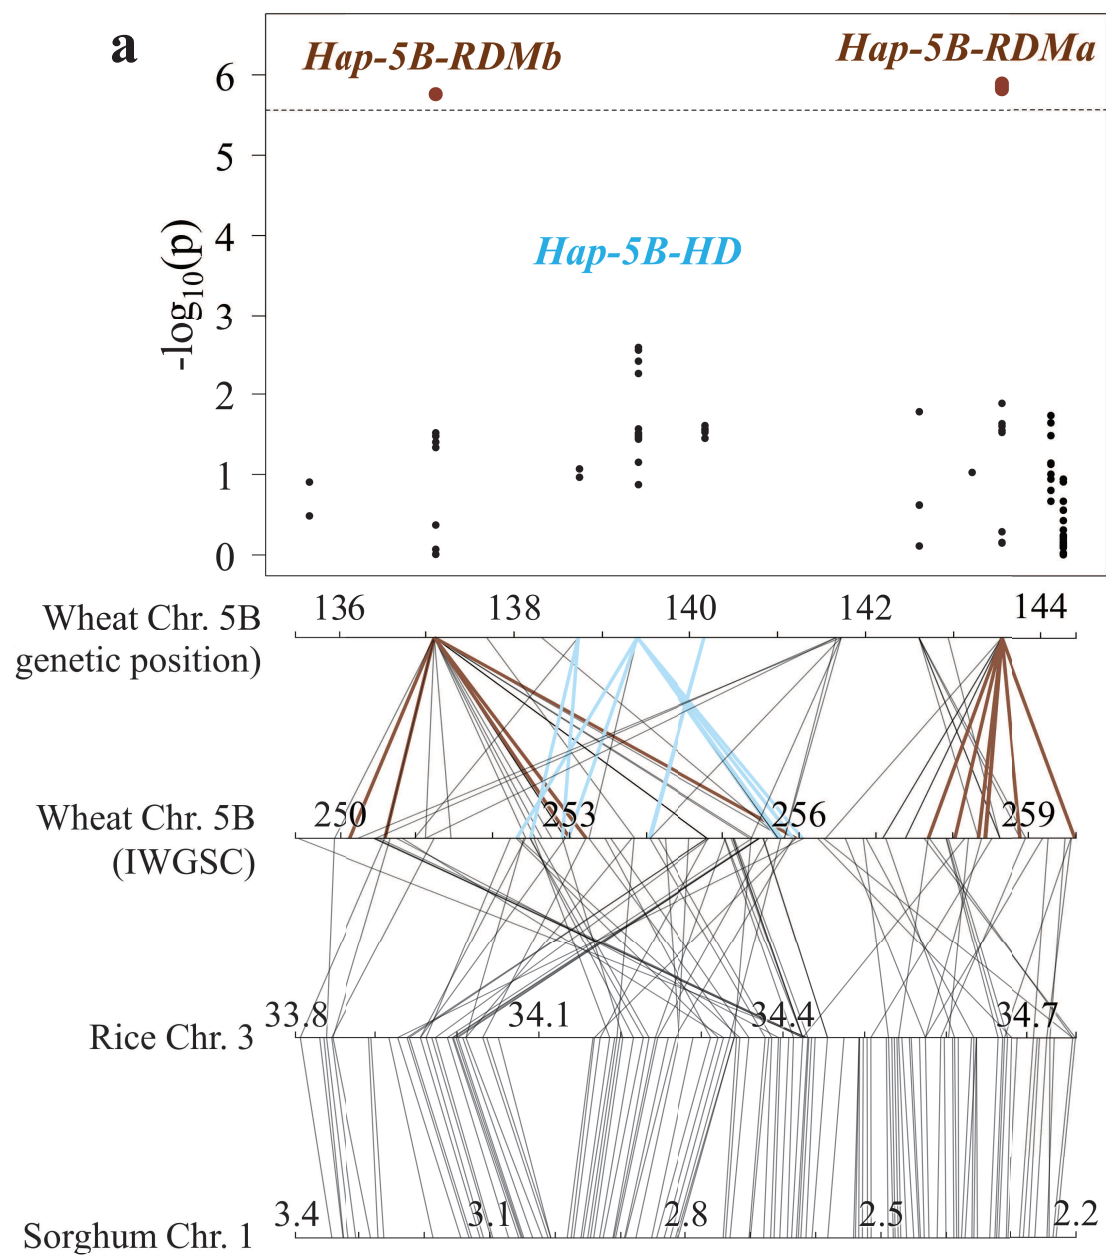 a
Hap-5B-RDMb
Hap-5B-RDMa
6
5
4
3
2
1
0
-log10(p)
Hap-5B-HD
136 138 140 142 144
Wheat Chr. 5B
genetic position)
250 253 256 259
Wheat Chr. 5B
(IWGSC)
33.8 34.1 34.4 34.7
Rice Chr. 3
3.4 3.1 2.8 2.5 2.2
Sorghum Chr. 1